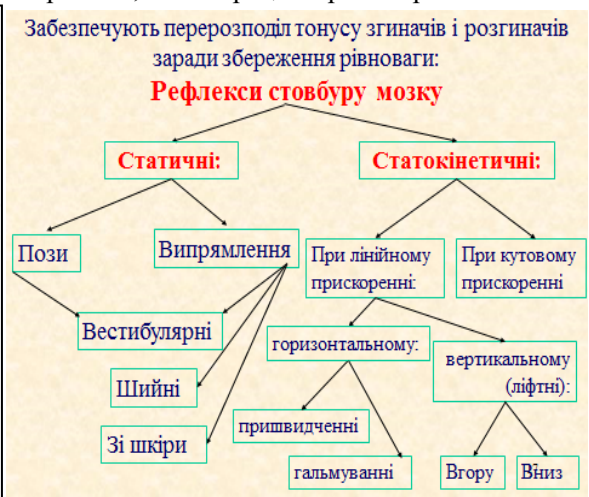 Забезпечують перерозподіл тонусу згиначів і розгиначів
заради збереження рівноваги:
Рефлекси стовбуру мозку
Статичні:
Статокінетичні:
Пози
Випрямлення
При лінійному
прискоренні:
При кутовому
прискоренні
Вестибулярні
горизонтальному:
вертикальному
(ліфтні):
Шийні
Зі шкіри
пришвидченні
гальмуванні
Вгору
Вниз